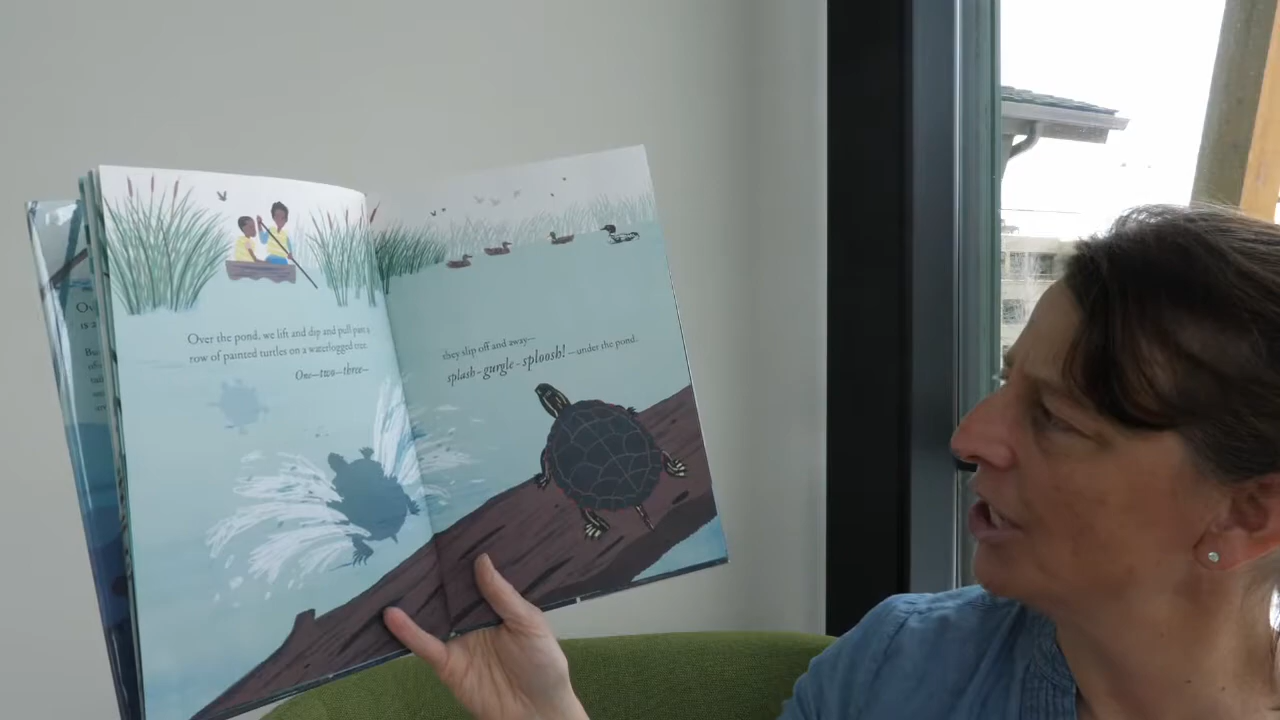 Over the pond, we lift and dip and pull past a
row of painted turtles on a waterlogged tree.
One—two—three—
they slip off and away—
splash - gurgle - sploosh! —under the pond.